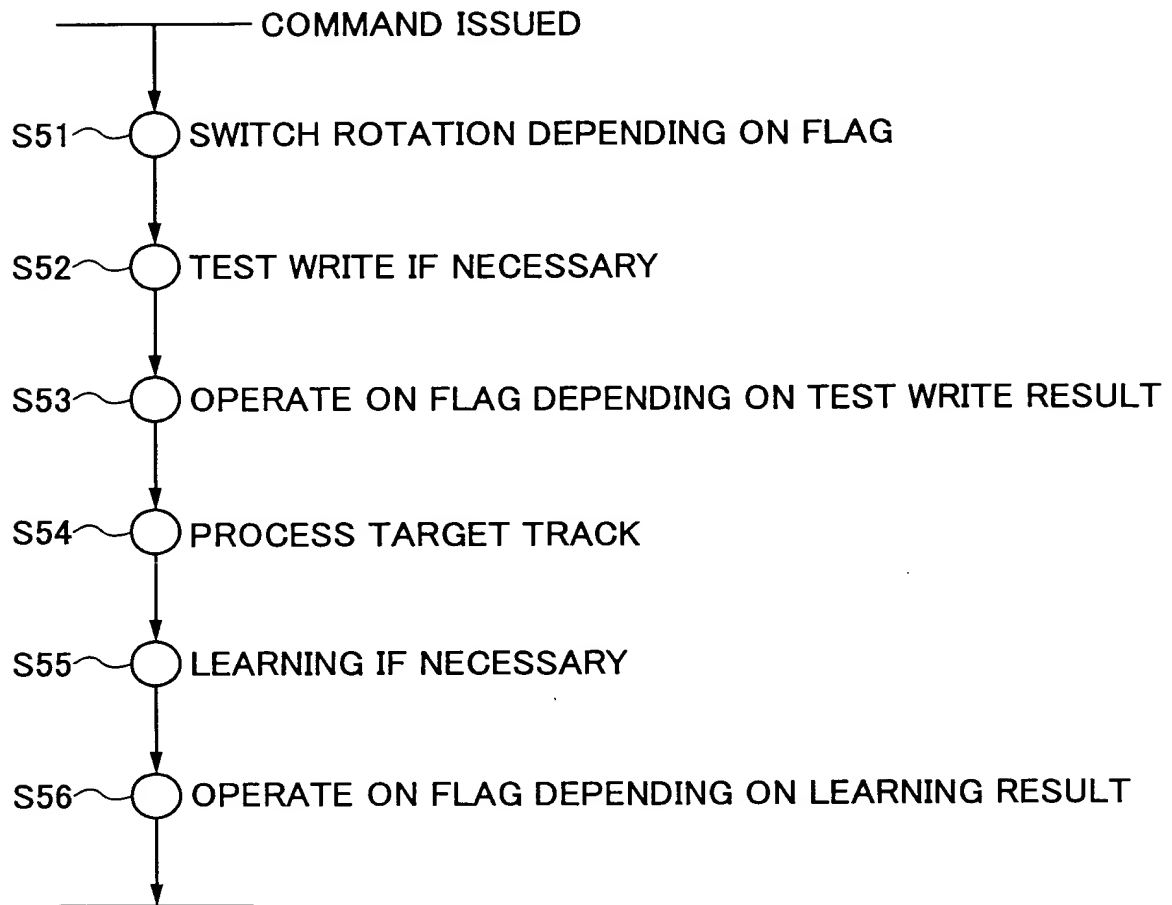 COMMAND ISSUED
S51 SWITCH ROTATION DEPENDING ON FLAG
S52 TEST WRITE IF NECESSARY
S53 OPERATE ON FLAG DEPENDING ON TEST WRITE RESULT
S54 PROCESS TARGET TRACK
S55 LEARNING IF NECESSARY
S56 OPERATE ON FLAG DEPENDING ON LEARNING RESULT